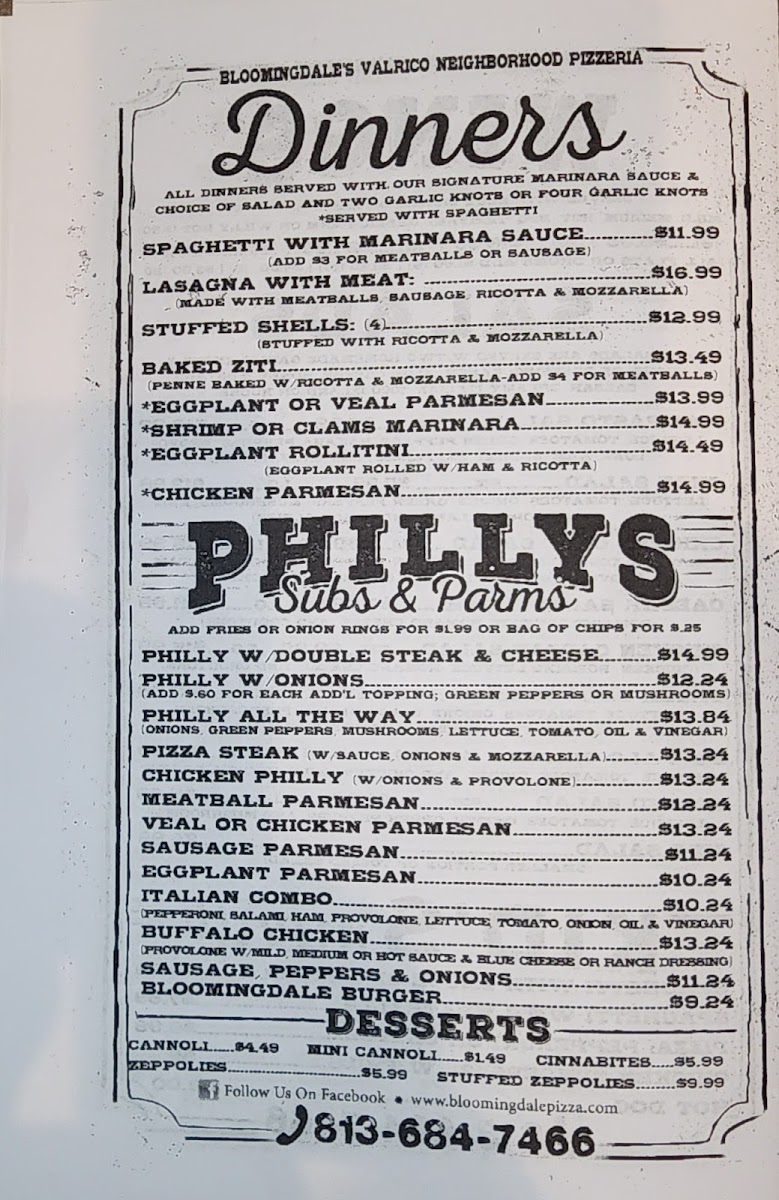 BLOOMINGDALE'S VALRICO NEIGHBORHOOD PIZZERIA
Dinners
ALL DINNERS SERVED WITH OUR SIGNATURE MARINARA SAUCE &
CHOICE OF SALAD AND TWO GARLIC KNOTS OR FOUR GARLIC KNOTS
*SERVED WITH SPAGHETTI
SPAGHETTI WITH MARINARA SAUCE......$11.99
(ADD $3 FOR MEATBALLS OR SAUSAGE)
LASAGNA WITH MEAT: ......$16.99
(MADE WITH MEATBALLS, SAUSAGE, RICOTTA & MOZZARELLA)
STUFFED SHELLS: (4)......$12.99
(STUFFED WITH RICOTTA & MOZZARELLA)
BAKED ZITI......$13.49
(PENNE BAKED W/RICOTTA & MOZZARELLA-ADD $4 FOR MEATBALLS)
*EGGPLANT OR VEAL PARMESAN......$13.99
*SHRIMP OR CLAMS MARINARA......$14.99
*EGGPLANT ROLLITINI......$14.49
(EGGPLANT ROLLED W/HAM & RICOTTA)
*CHICKEN PARMESAN......$14.99
PHILLYS
Subs & Parms
ADD FRIES OR ONION RINGS FOR $1.99 OR BAG OF CHIPS FOR $.25
PHILLY W/DOUBLE STEAK & CHEESE......$14.99
PHILLY W/ONIONS......$12.24
(ADD $.60 FOR EACH ADD'L TOPPING; GREEN PEPPERS OR MUSHROOMS)
PHILLY ALL THE WAY......$13.84
(ONIONS, GREEN PEPPERS, MUSHROOMS, LETTUCE, TOMATO, OIL & VINEGAR)
PIZZA STEAK (W/SAUCE, ONIONS & MOZZARELLA)......$13.24
CHICKEN PHILLY (W/ONIONS & PROVOLONE)......$13.24
MEATBALL PARMESAN......$12.24
VEAL OR CHICKEN PARMESAN......$13.24
SAUSAGE PARMESAN......$11.24
EGGPLANT PARMESAN......$10.24
ITALIAN COMBO......$10.24
(PEPPERONI, SALAMI, HAM, PROVOLONE, LETTUCE, TOMATO, ONION, OIL & VINEGAR)
BUFFALO CHICKEN......$13.24
(PROVOLONE W/MILD, MEDIUM OR HOT SAUCE & BLUE CHEESE OR RANCH DRESSING)
SAUSAGE, PEPPERS & ONIONS......$11.24
BLOOMINGDALE BURGER......$9.24
DESSERTS
CANNOLI......$4.49 MINI CANNOLI......$1.49 CINNABITES......$5.99
ZEPPOLIES......$5.99 STUFFED ZEPPOLIES......$9.99
f Follow Us On Facebook • www.bloomingdalepizza.com
813-684-7466